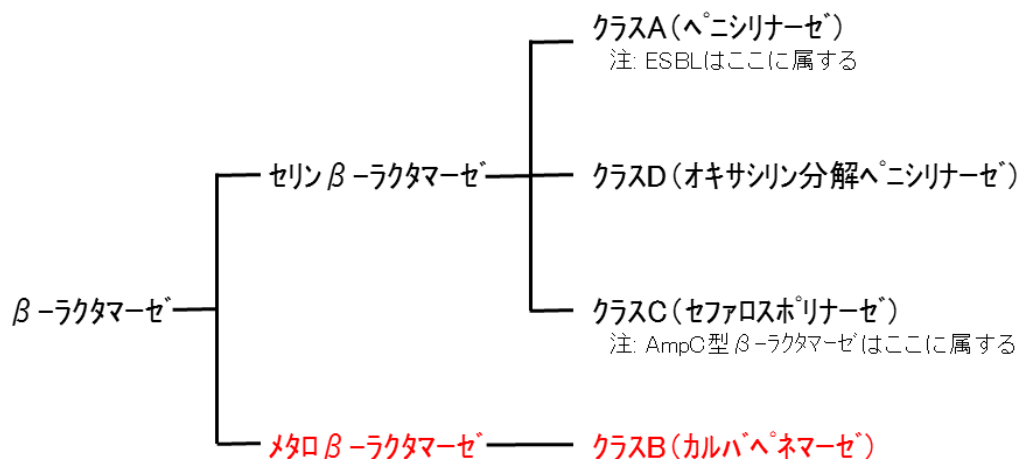 クラスA（ペニシリナーゼ）
注: ESBLはここに属する
セリンβ-ラクタマーゼ
クラスD（オキサシリン分解ペニシリナーゼ）
β-ラクタマーゼ
クラスC（セファロスポリナーゼ）
注: AmpC型β-ラクタマーゼはここに属する
メタロβ-ラクタマーゼ
クラスB（カルバペネマーゼ）